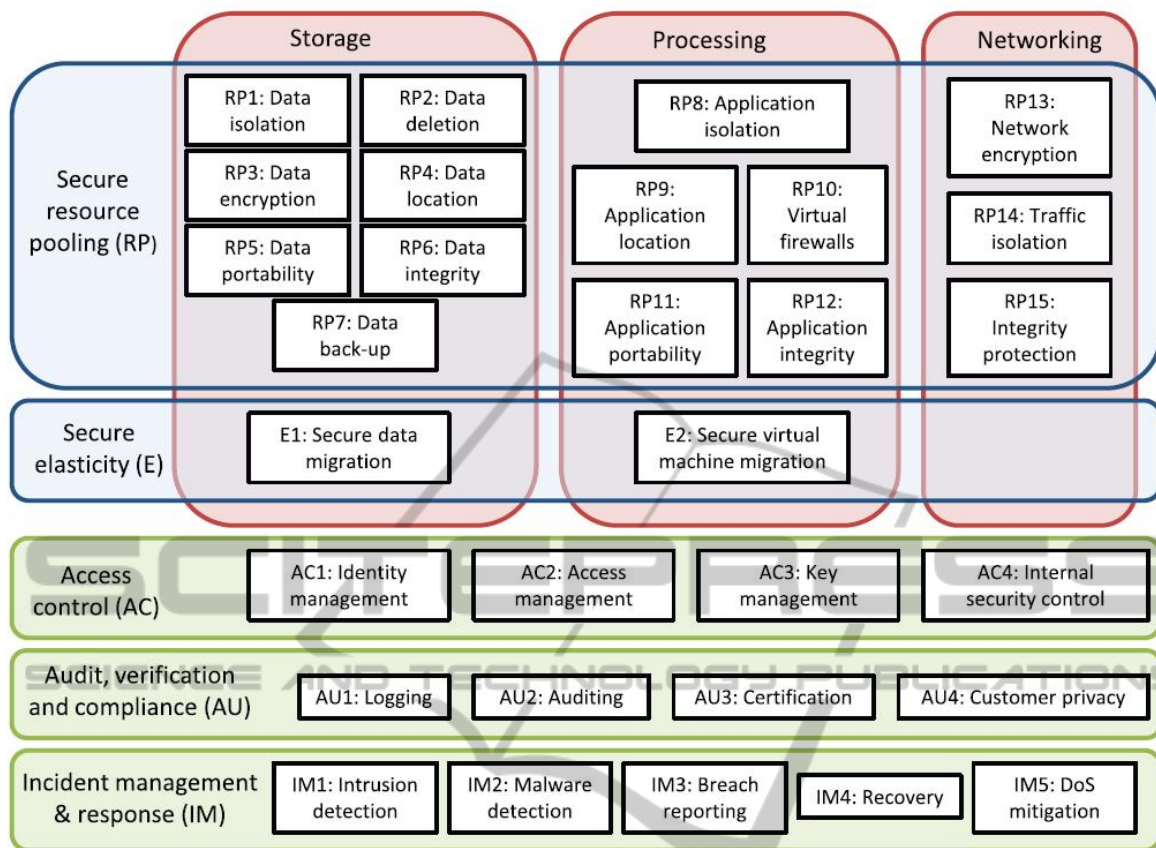 Storage
Processing
Networking
Secure
resource
pooling (RP)
RP1: Data
isolation
RP2: Data
deletion
RP3: Data
encryption
RP4: Data
location
RP5: Data
portability
RP6: Data
integrity
RP7: Data
back-up
RP8: Application
isolation
RP9:
Application
location
RP10:
Virtual
firewalls
RP11:
Application
portability
RP12:
Application
integrity
RP13:
Network
encryption
RP14: Traffic
isolation
RP15:
Integrity
protection
Secure
elasticity (E)
E1: Secure data
migration
E2: Secure virtual
machine migration
Access
control (AC)
AC1: Identity
management
AC2: Access
management
AC3: Key
management
AC4: Internal
security control
SCITEPRESS
SCIENCE AND TECHNOLOGY PUBLICATIONS
Audit, verification
and compliance (AU)
AU1: Logging
AU2: Auditing
AU3: Certification
AU4: Customer privacy
Incident management
& response (IM)
IM1: Intrusion
detection
IM2: Malware
detection
IM3: Breach
reporting
IM4: Recovery
IM5: DoS
mitigation